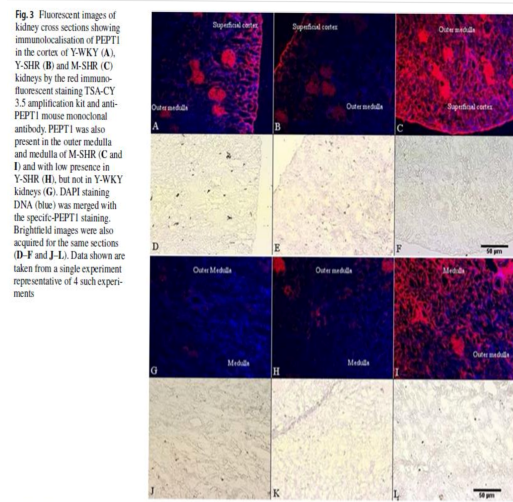 Fig. 3 Fluorescent images of
kidney cross sections showing
immunolocalisation of PEPT1
in the cortex of Y-WKY (A),
Y-SHR (B) and M-SHR (C)
kidneys by the red immuno-
fluorescent staining TSA-CY
3.5 amplification kit and anti-
PEPT1 mouse monoclonal
antibody. PEPT1 was also
present in the outer medulla
and medulla of M-SHR (C and
I) and with low presence in
Y-SHR (H), but not in Y-WKY
kidneys (G). DAPI staining
DNA (blue) was merged with
the specifc-PEPT1 staining.
Brightfield images were also
acquired for the same sections
(D–F and J–L). Data shown are
taken from a single experiment
representative of 4 such experi-
ments
Superficial cortex
Outer medulla
A
Superficial cortex
Outer medulla
B
Outer medulla
Superficial cortex
C
D
E
F
50 µm
Outer Medulla
Medulla
G
Outer medulla
Medulla
H
Medulla
Outer medulla
I
J
K
L
50 µm